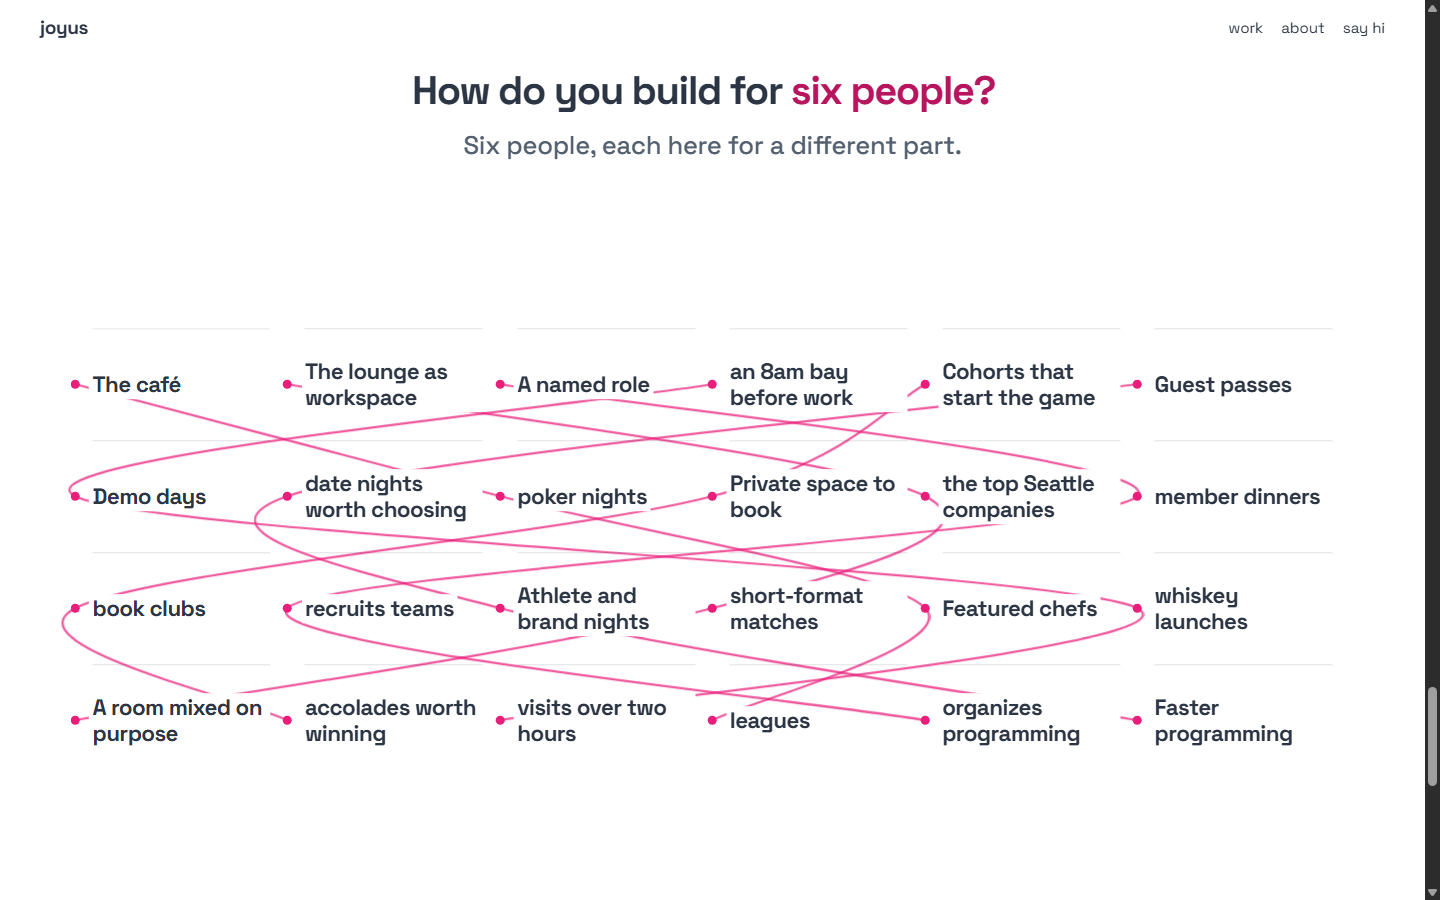 joyus
work about say hi
How do you build for six people?
Six people, each here for a different part.
The café
The lounge as
workspace
A named role
an 8am bay
before work
Cohorts that
start the game
Guest passes
Demo days
date nights
worth choosing
poker nights
Private space to
book
the top Seattle
companies
member dinners
book clubs
recruits teams
Athlete and
brand nights
short-format
matches
Featured chefs
whiskey
launches
A room mixed on
purpose
accolades worth
winning
visits over two
hours
leagues
organizes
programming
Faster
programming